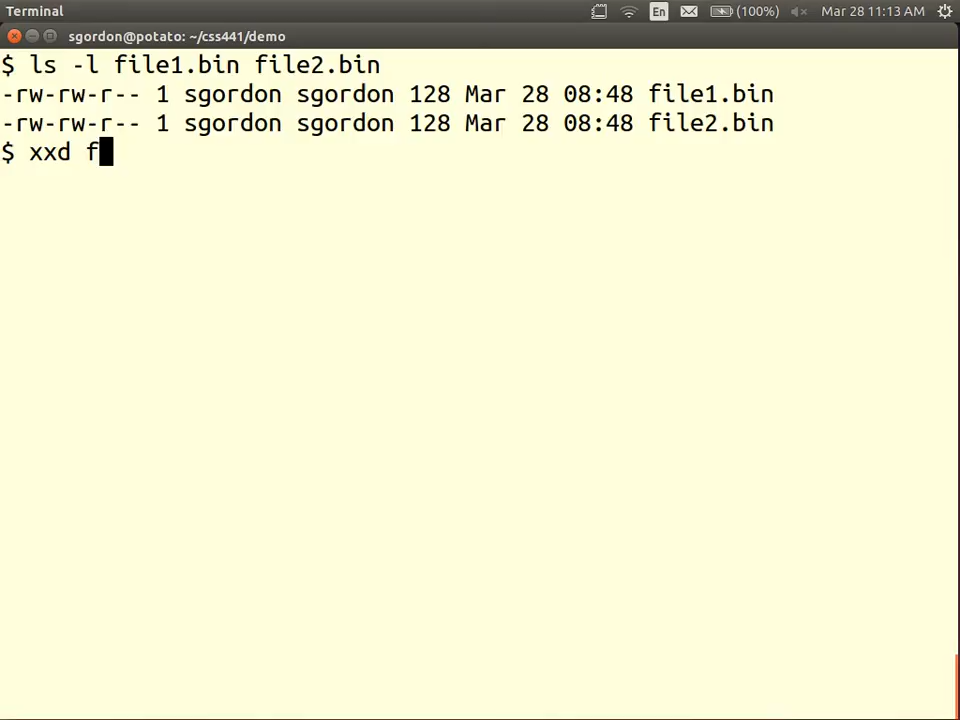 Terminal
En (100%) Mar 28 11:13 AM
sgordon@potato: ~/css441/demo
$ ls -l file1.bin file2.bin
-rw-rw-r-- 1 sgordon sgordon 128 Mar 28 08:48 file1.bin
-rw-rw-r-- 1 sgordon sgordon 128 Mar 28 08:48 file2.bin
$ xxd f